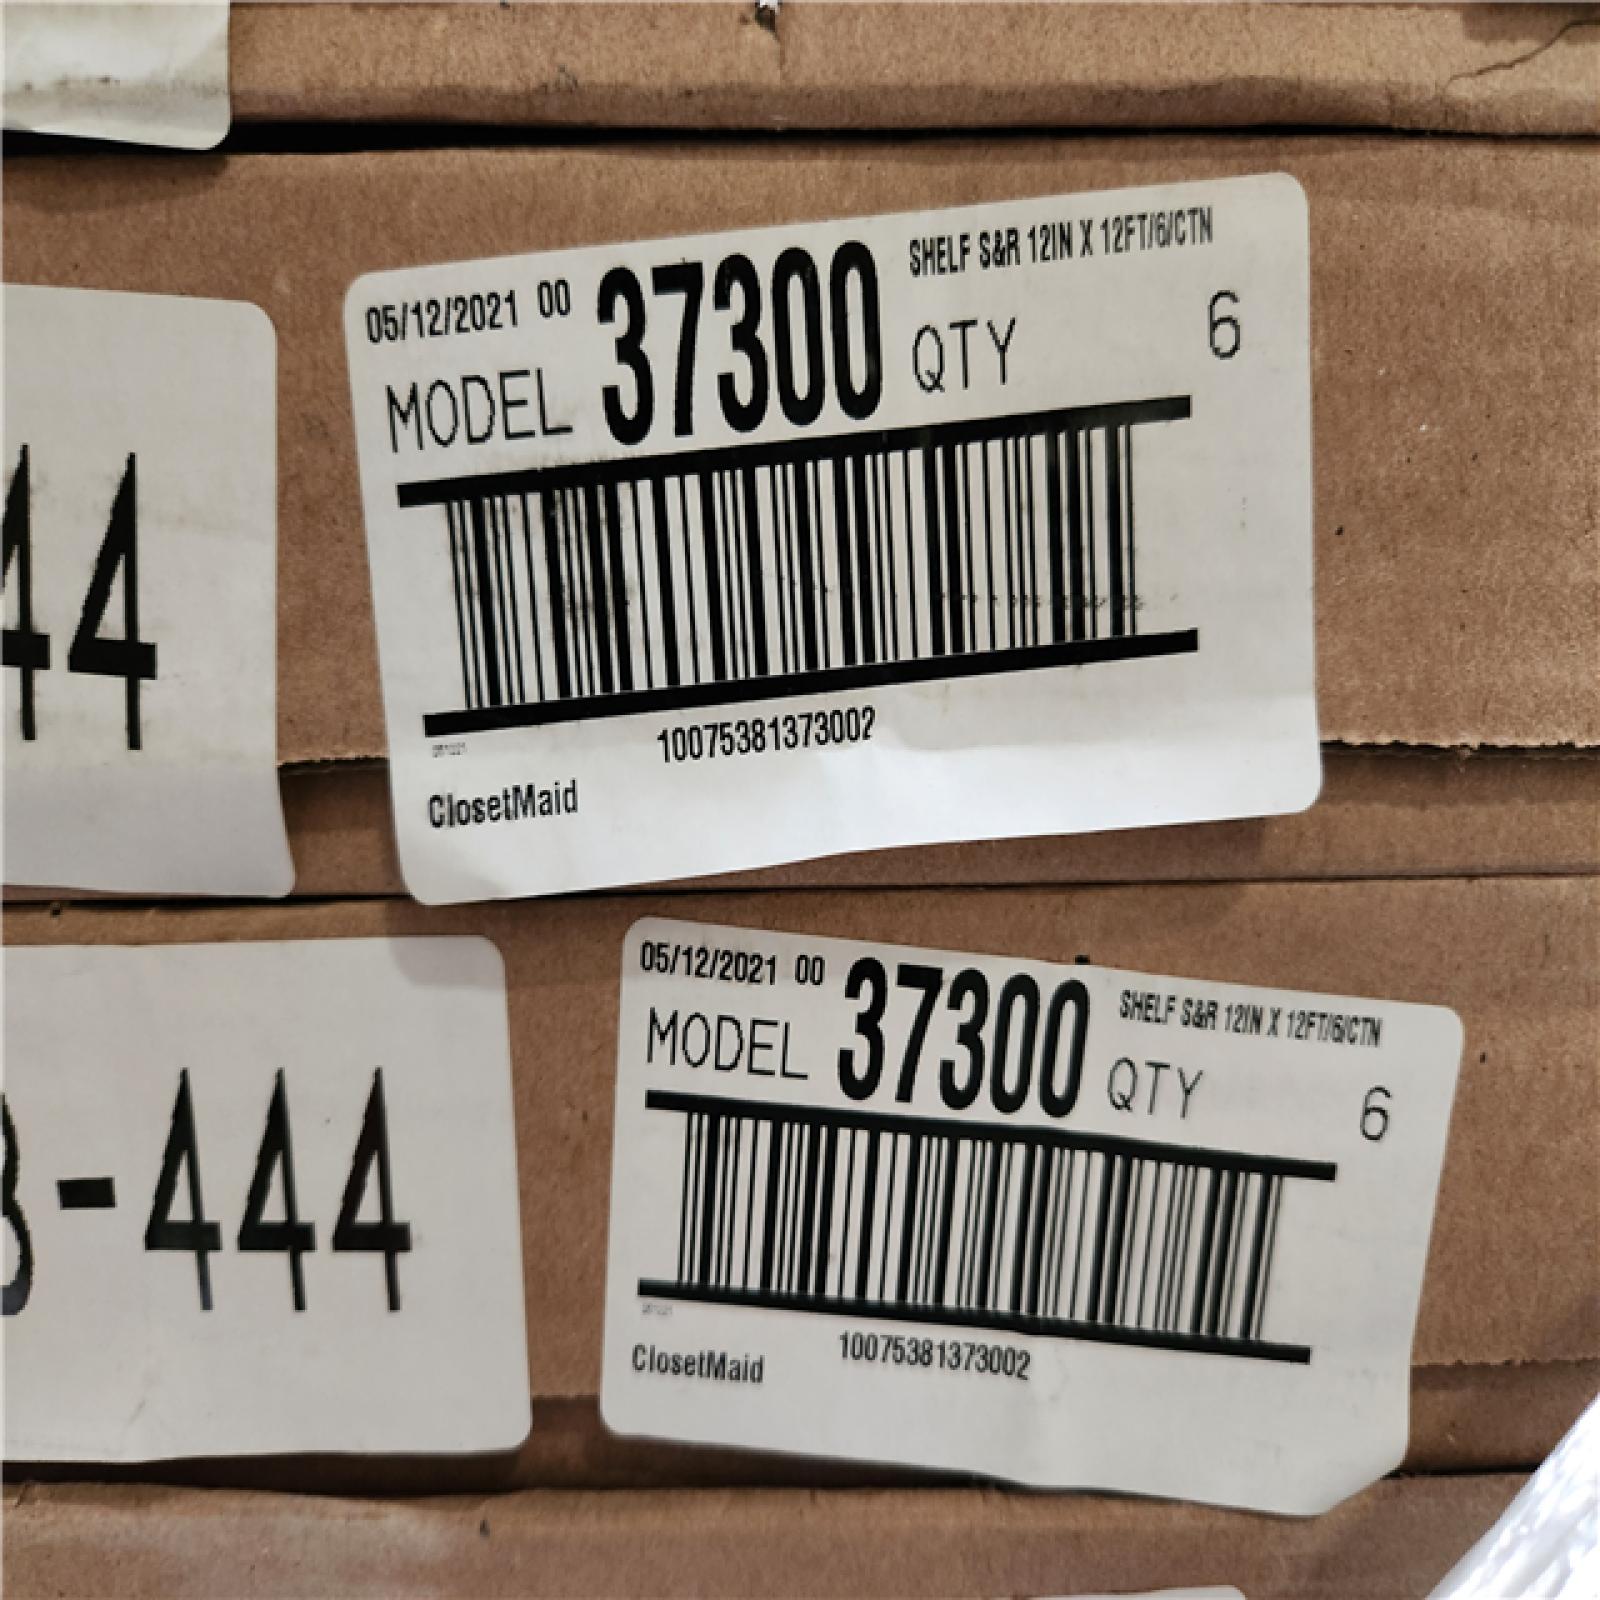 05/12/2021 00 37300 SHELF S&R 12IN X 12FT/6/CTN
MODEL QTY 6
10075381373002
ClosetMaid
44
05/12/2021 00 37300 SHELF S&R 12IN X 12FT/6/CTN
MODEL QTY 6
10075381373002
ClosetMaid
-444